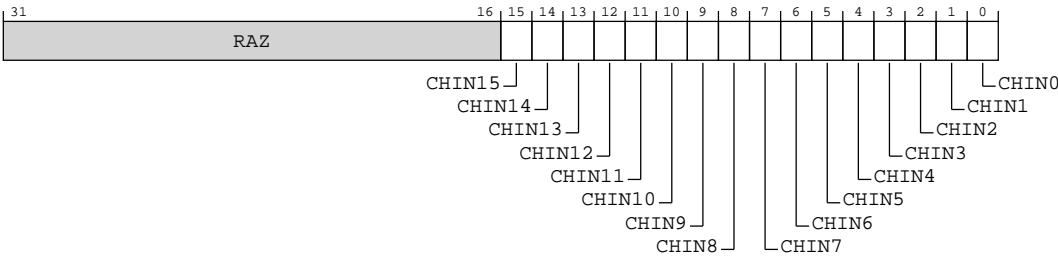 31 16 15 14 13 12 11 10 9 8 7 6 5 4 3 2 1 0
RAZ
CHIN15 CHIN0
CHIN14 CHIN1
CHIN13 CHIN2
CHIN12 CHIN3
CHIN11 CHIN4
CHIN10 CHIN5
CHIN9 CHIN6
CHIN8 CHIN7